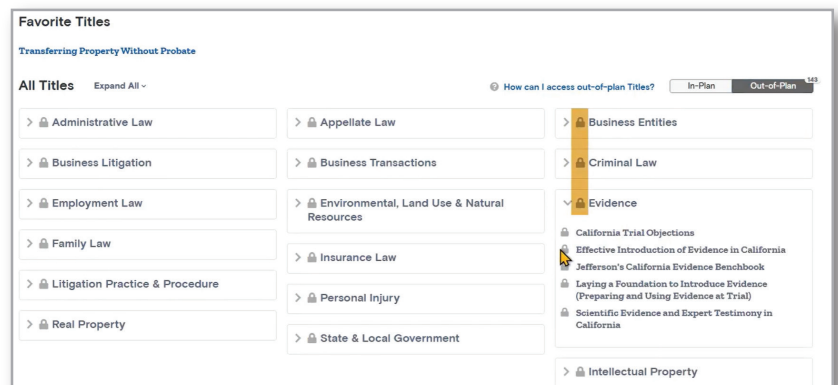 Favorite Titles
Transferring Property Without Probate
All Titles
Expand All
How can I access out-of-plan Titles?
In-Plan
Out-of-Plan
143
Administrative Law
Business Litigation
Employment Law
Family Law
Litigation Practice & Procedure
Real Property
Appellate Law
Business Transactions
Environmental, Land Use & Natural
Resources
Insurance Law
Personal Injury
State & Local Government
Business Entities
Criminal Law
Evidence
California Trial Objections
Effective Introduction of Evidence in California
Jefferson's California Evidence Benchbook
Laying a Foundation to Introduce Evidence
(Preparing and Using Evidence at Trial)
Scientific Evidence and Expert Testimony in
California
Intellectual Property